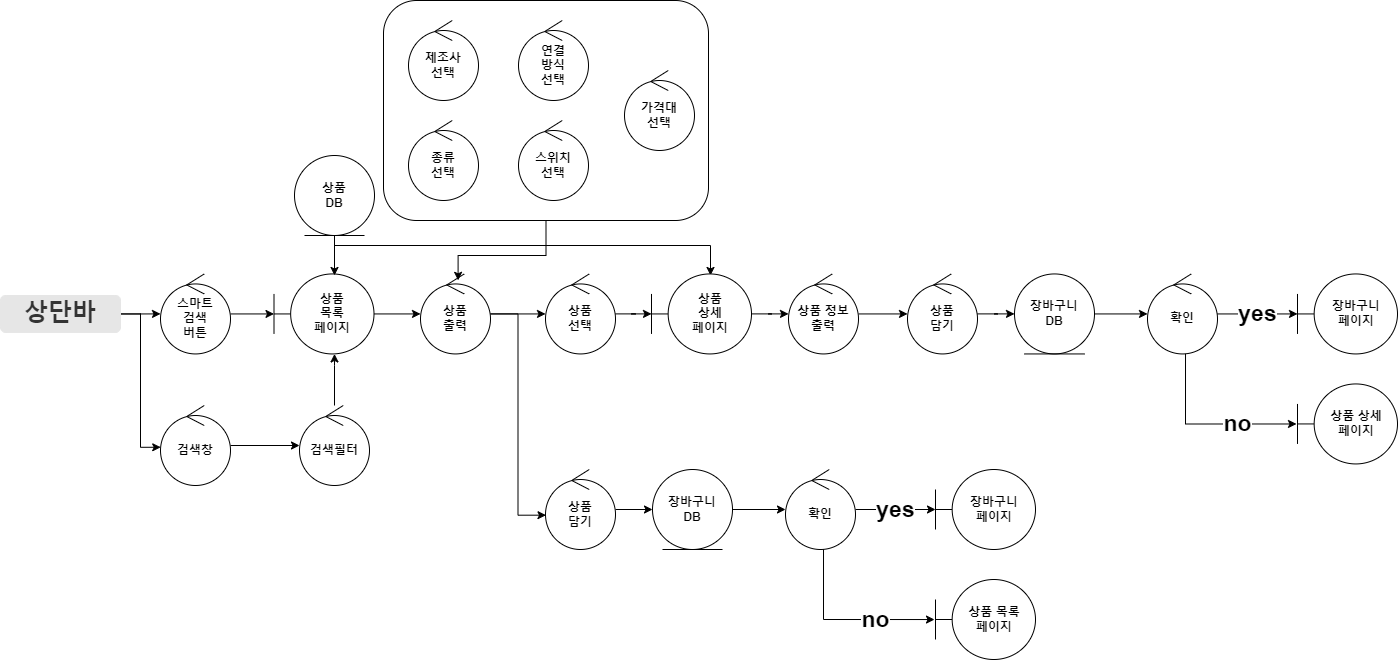 제조사
선택
연결
방식
선택
가격대
선택
종류
선택
스위치
선택
상품
DB
상단바
스마트
검색
버튼
상품
목록
페이지
상품
출력
상품
선택
상품
상세
페이지
상품 정보
출력
상품
담기
장바구니
DB
확인
yes
장바구니
페이지
no
상품 상세
페이지
검색창
검색필터
상품
담기
장바구니
DB
확인
yes
장바구니
페이지
no
상품 목록
페이지